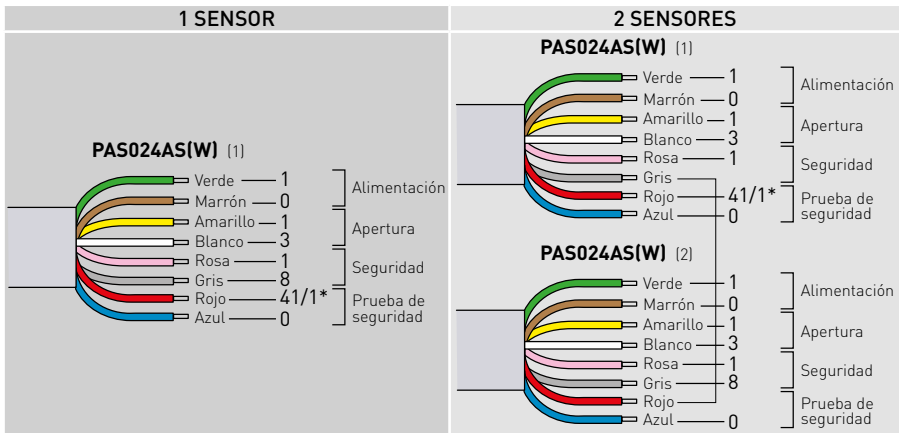 1 SENSOR
PAS024AS(W) (1)
Verde 1
Marrón 0
Alimentación
Amarillo 1
Blanco 3
Apertura
Rosa 1
Gris 8
Seguridad
Rojo 41/1*
Azul 0
Prueba de
seguridad
2 SENSORES
PAS024AS(W) (1)
Verde 1
Marrón 0
Alimentación
Amarillo 1
Blanco 3
Apertura
Rosa 1
Gris
Seguridad
Rojo 41/1*
Azul 0
Prueba de
seguridad
PAS024AS(W) (2)
Verde 1
Marrón 0
Alimentación
Amarillo 1
Blanco 3
Apertura
Rosa 1
Gris 8
Seguridad
Rojo
Azul 0
Prueba de
seguridad